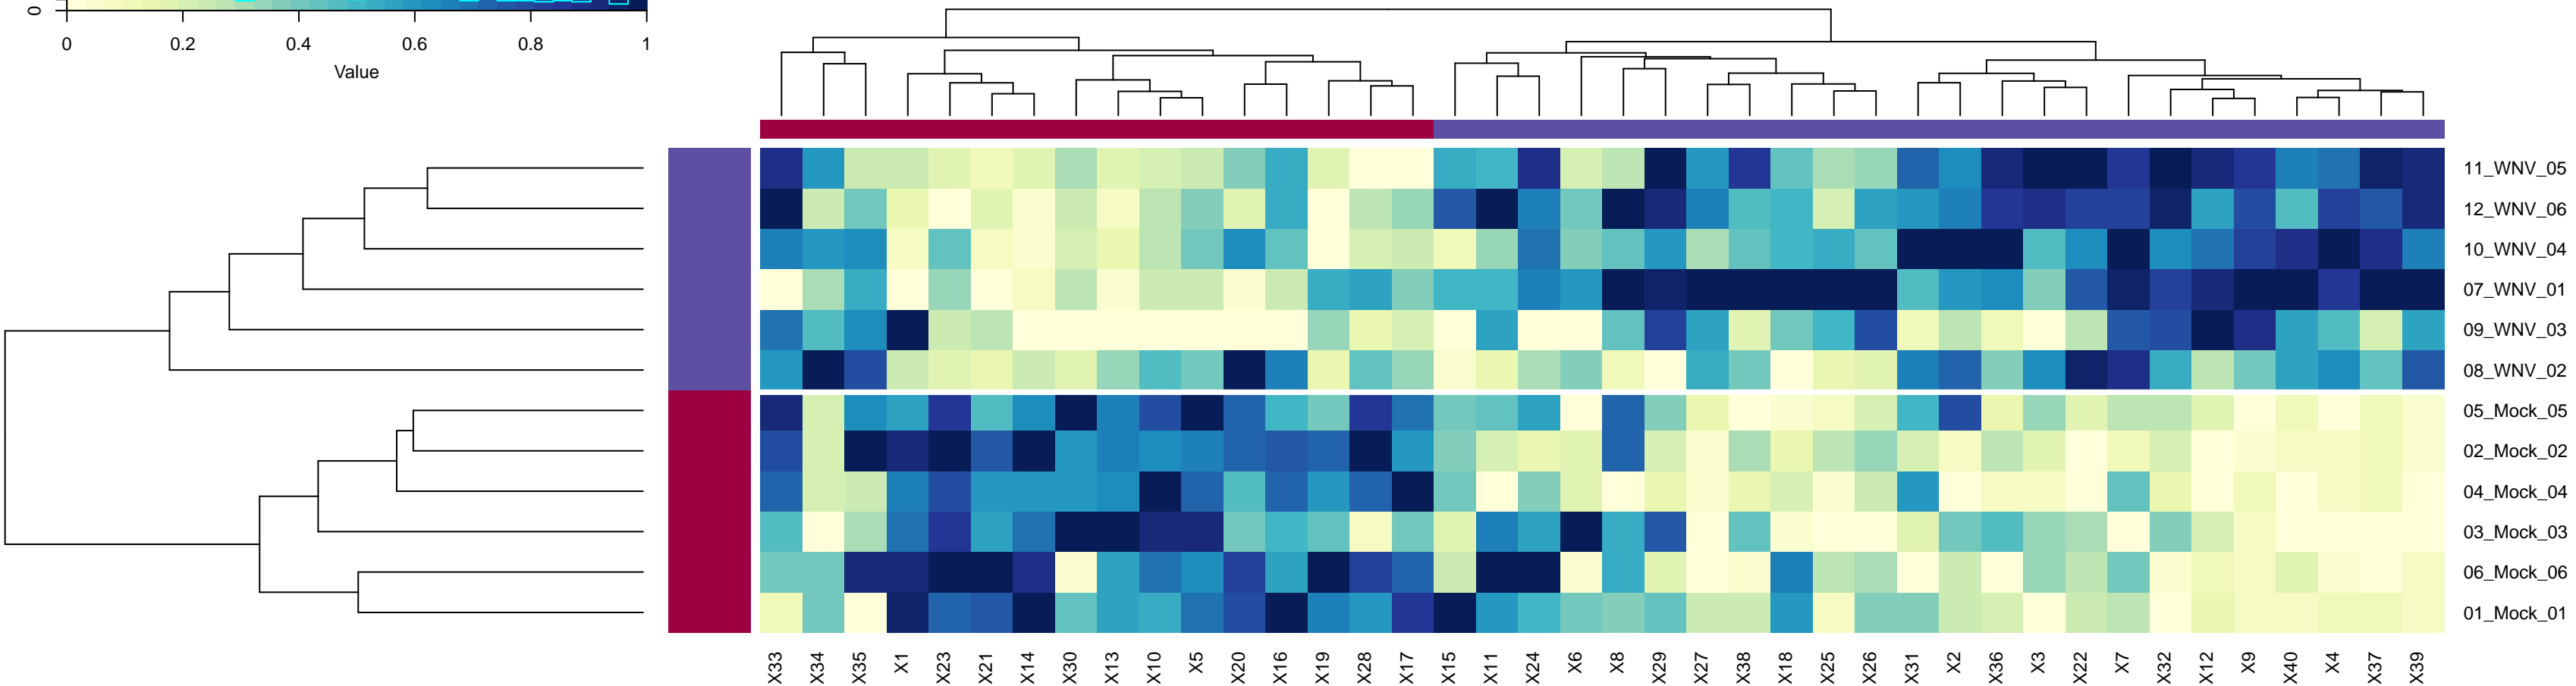 0
0 0.2 0.4 0.6 0.8 1
Value
11_WNV_05
12_WNV_06
10_WNV_04
07_WNV_01
09_WNV_03
08_WNV_02
05_Mock_05
02_Mock_02
04_Mock_04
03_Mock_03
06_Mock_06
01_Mock_01
X33 X34 X35 X1 X23 X21 X14 X30 X13 X10 X5 X20 X16 X19 X28 X17 X15 X11 X24 X6 X8 X29 X27 X38 X18 X25 X26 X31 X2 X36 X3 X22 X7 X32 X12 X9 X40 X4 X37 X39